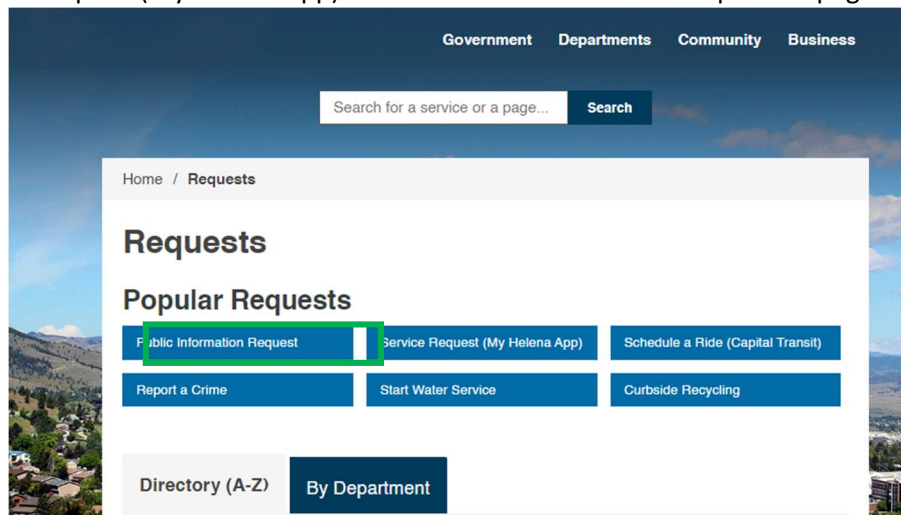 Government Departments Community Business
Search for a service or a page... Search
Home / Requests
Requests
Popular Requests
Public Information Request Service Request (My Helena App) Schedule a Ride (Capital Transit)
Report a Crime Start Water Service Curbside Recycling
Directory (A-Z) By Department